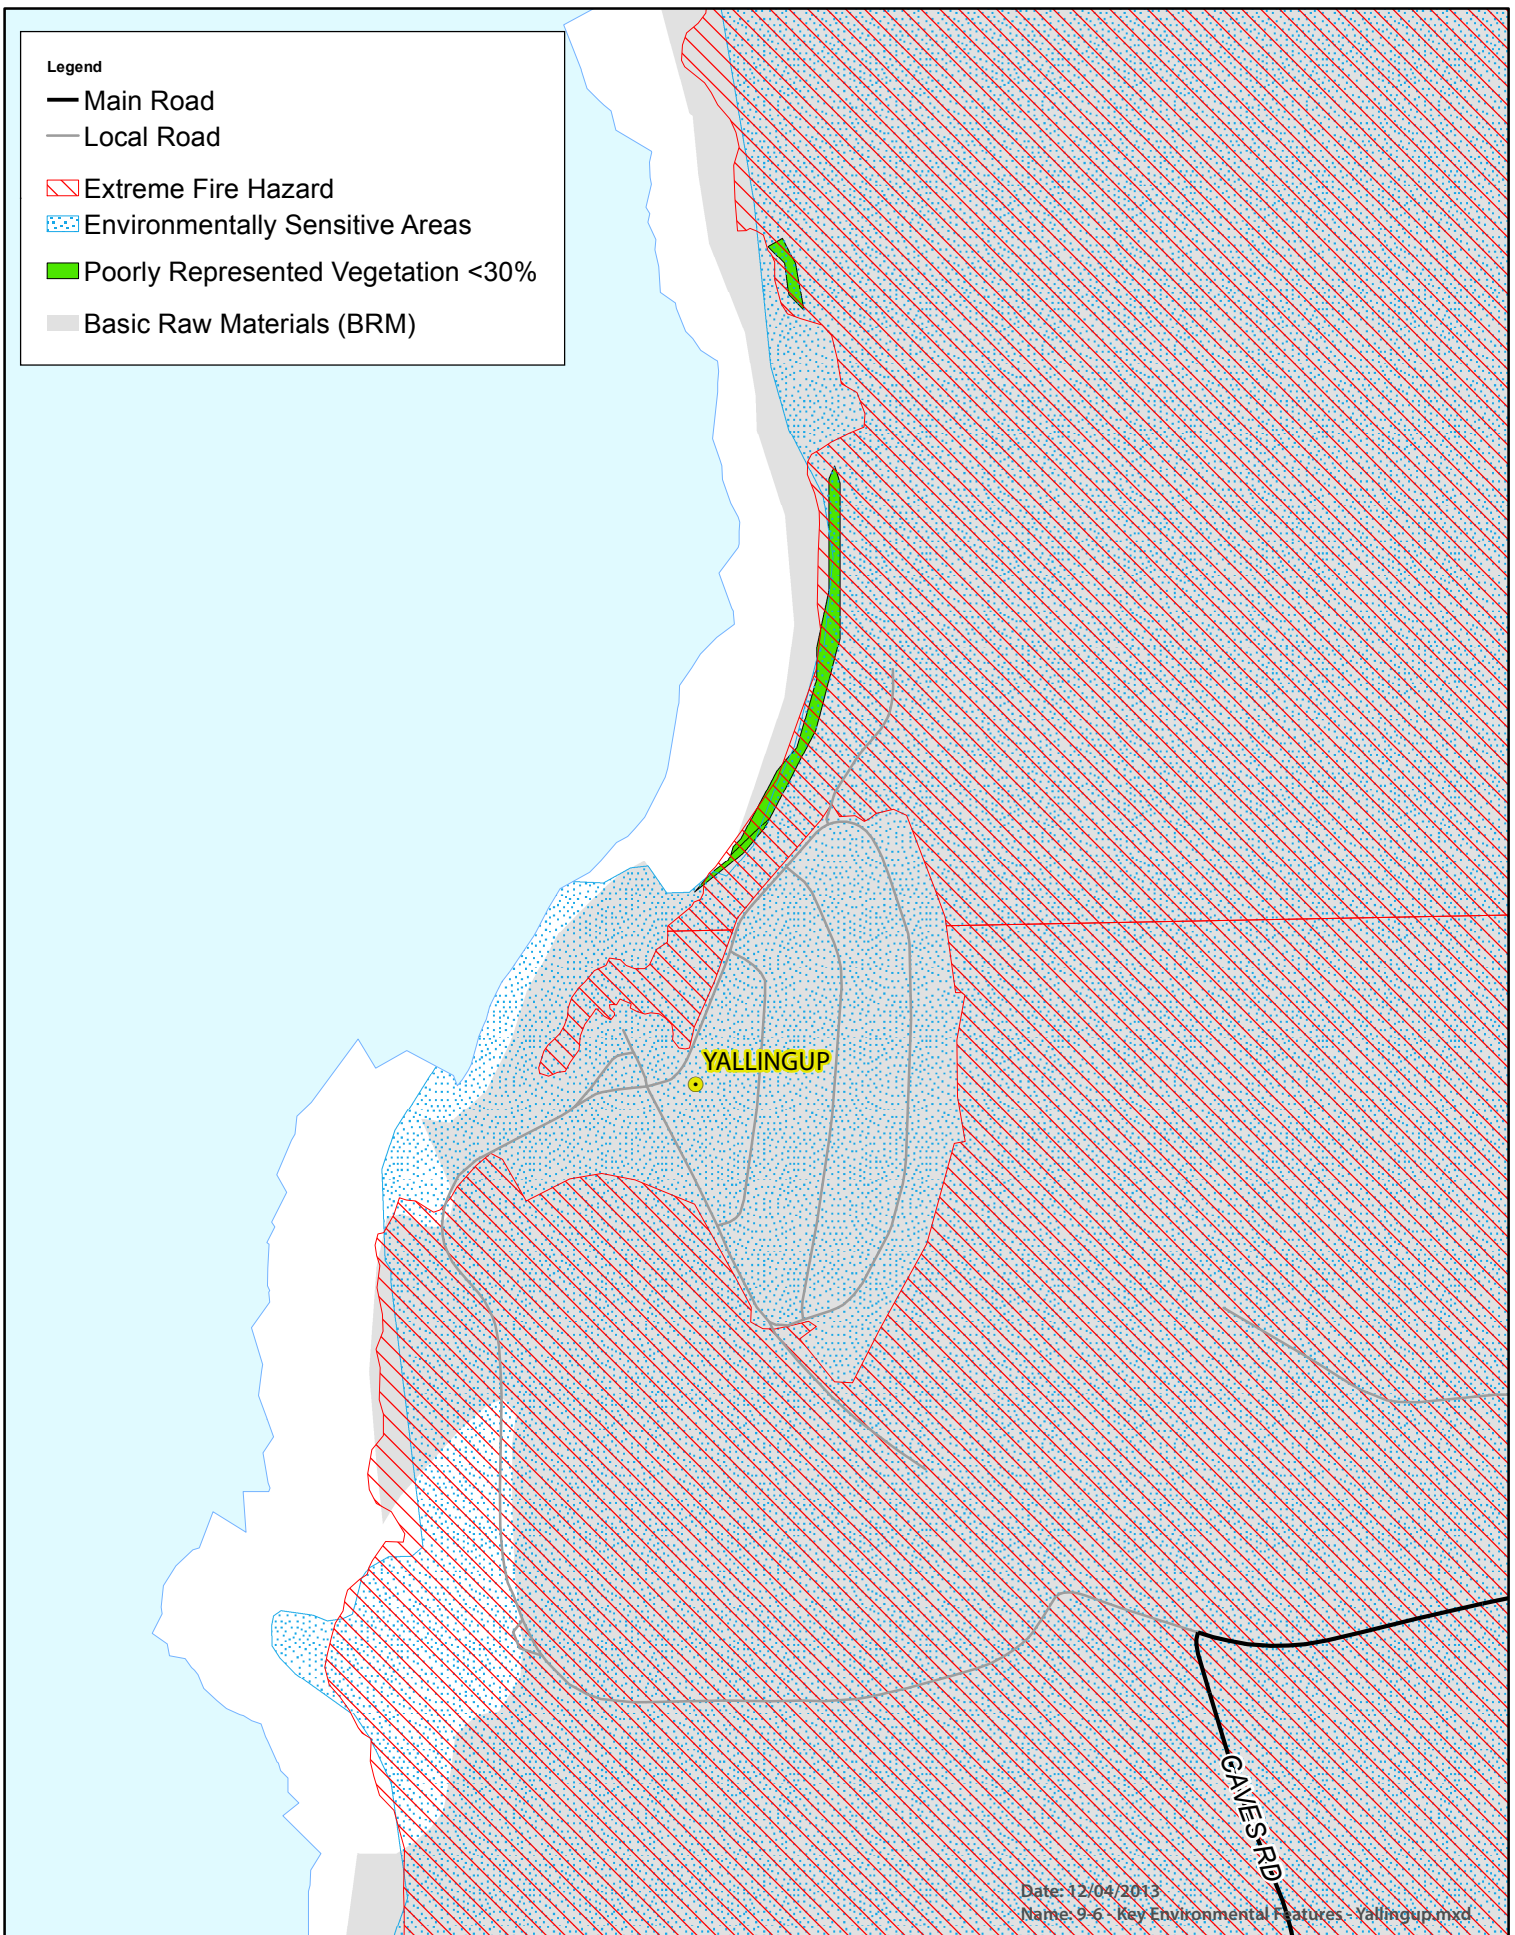 Legend
Main Road
Local Road
Extreme Fire Hazard
Environmentally Sensitive Areas
Poorly Represented Vegetation <30%
Basic Raw Materials (BRM)
YALLINGUP
CAVES RD
Date: 12/04/2013
Name: 9-6 - Key Environmental Features - Yallingup.mxd